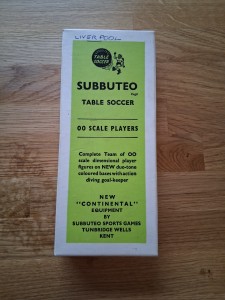 LIVERPOOL
TABLE
SOCCER
SUBBUTEO
TABLE SOCCER
OO SCALE PLAYERS
Complete Team of OO
scale dimensional player
figures on NEW duo-tone
coloured bases with action
diving goal-keeper
NEW
"CONTINENTAL"
EQUIPMENT
BY
SUBBUTEO SPORTS GAMES
TUNBRIDGE WELLS
KENT